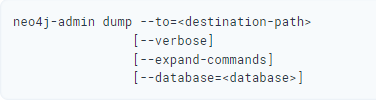 neo4j-admin dump --to=<destination-path>
[--verbose]
[--expand-commands]
[--database=<database>]